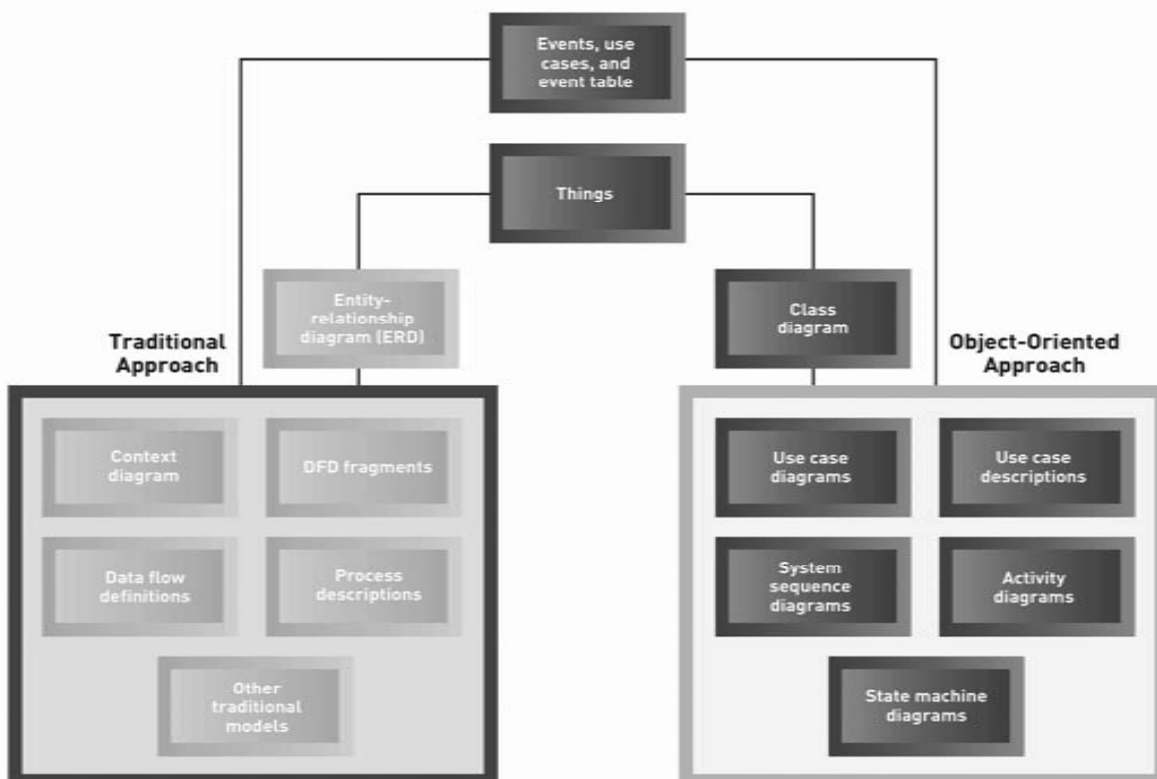 Events, use
cases, and
event table
Things
Entity-
relationship
diagram (ERD)
Class
diagram
Traditional
Approach
Object-Oriented
Approach
Context
diagram
DFD fragments
Data flow
definitions
Process
descriptions
Other
traditional
models
Use case
diagrams
Use case
descriptions
System
sequence
diagrams
Activity
diagrams
State machine
diagrams